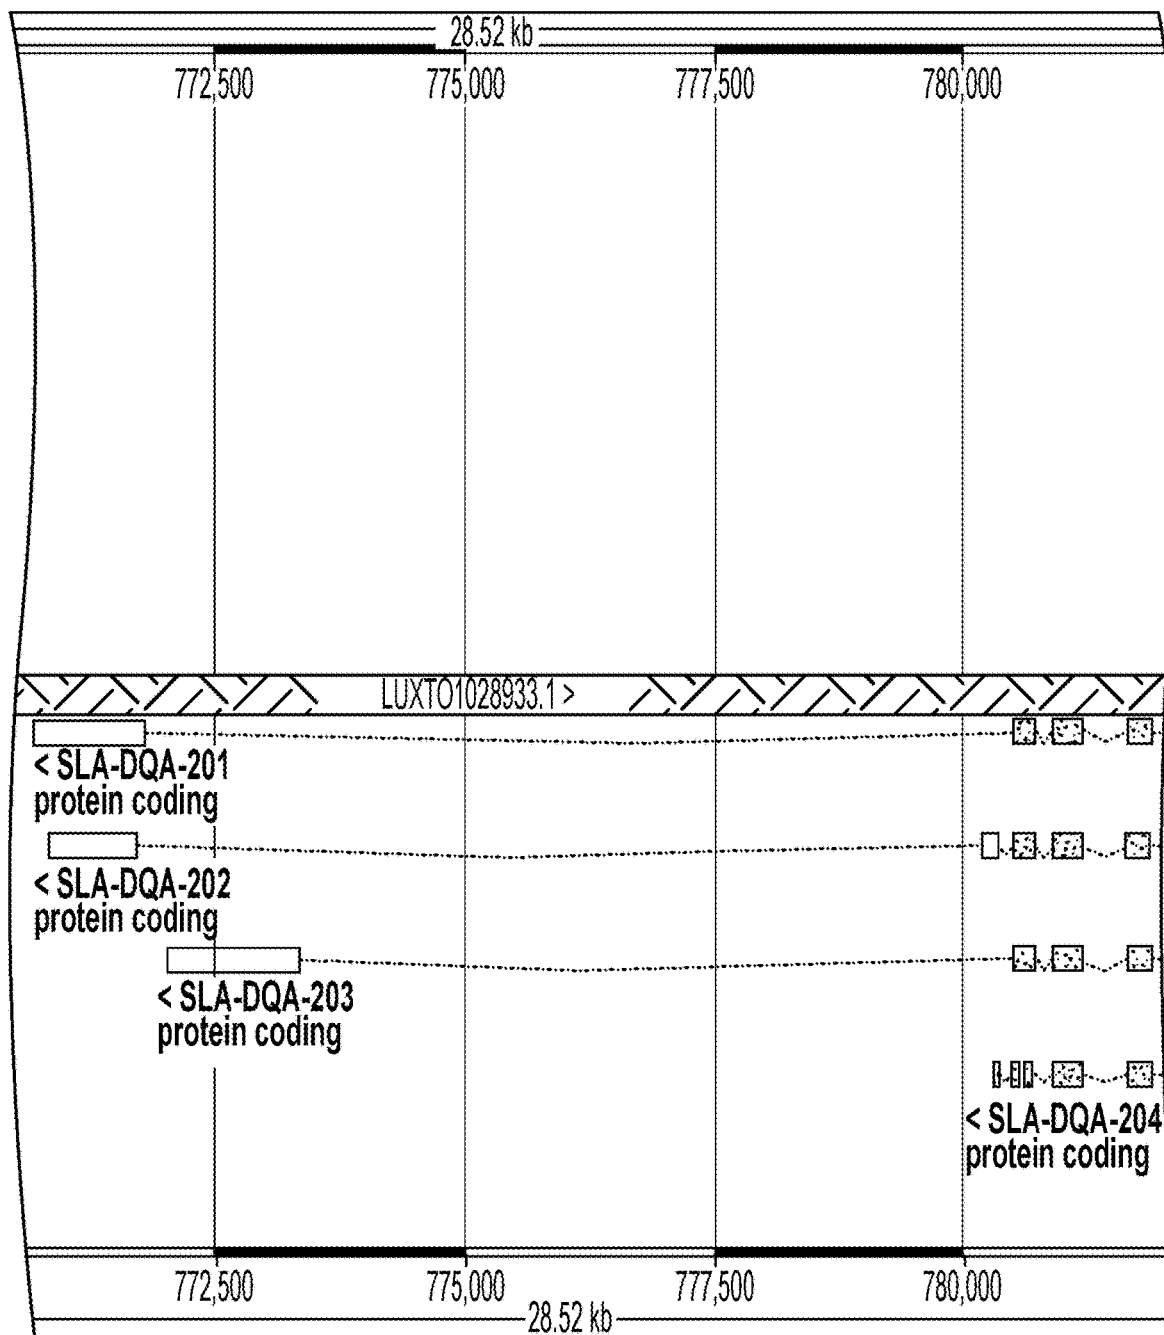 28.52 kb
772,500 775,000 777,500 780,000
LUXTO1028933.1 >
< SLA-DQA-201
protein coding
< SLA-DQA-202
protein coding
< SLA-DQA-203
protein coding
< SLA-DQA-204
protein coding
772,500 775,000 777,500 780,000
28.52 kb